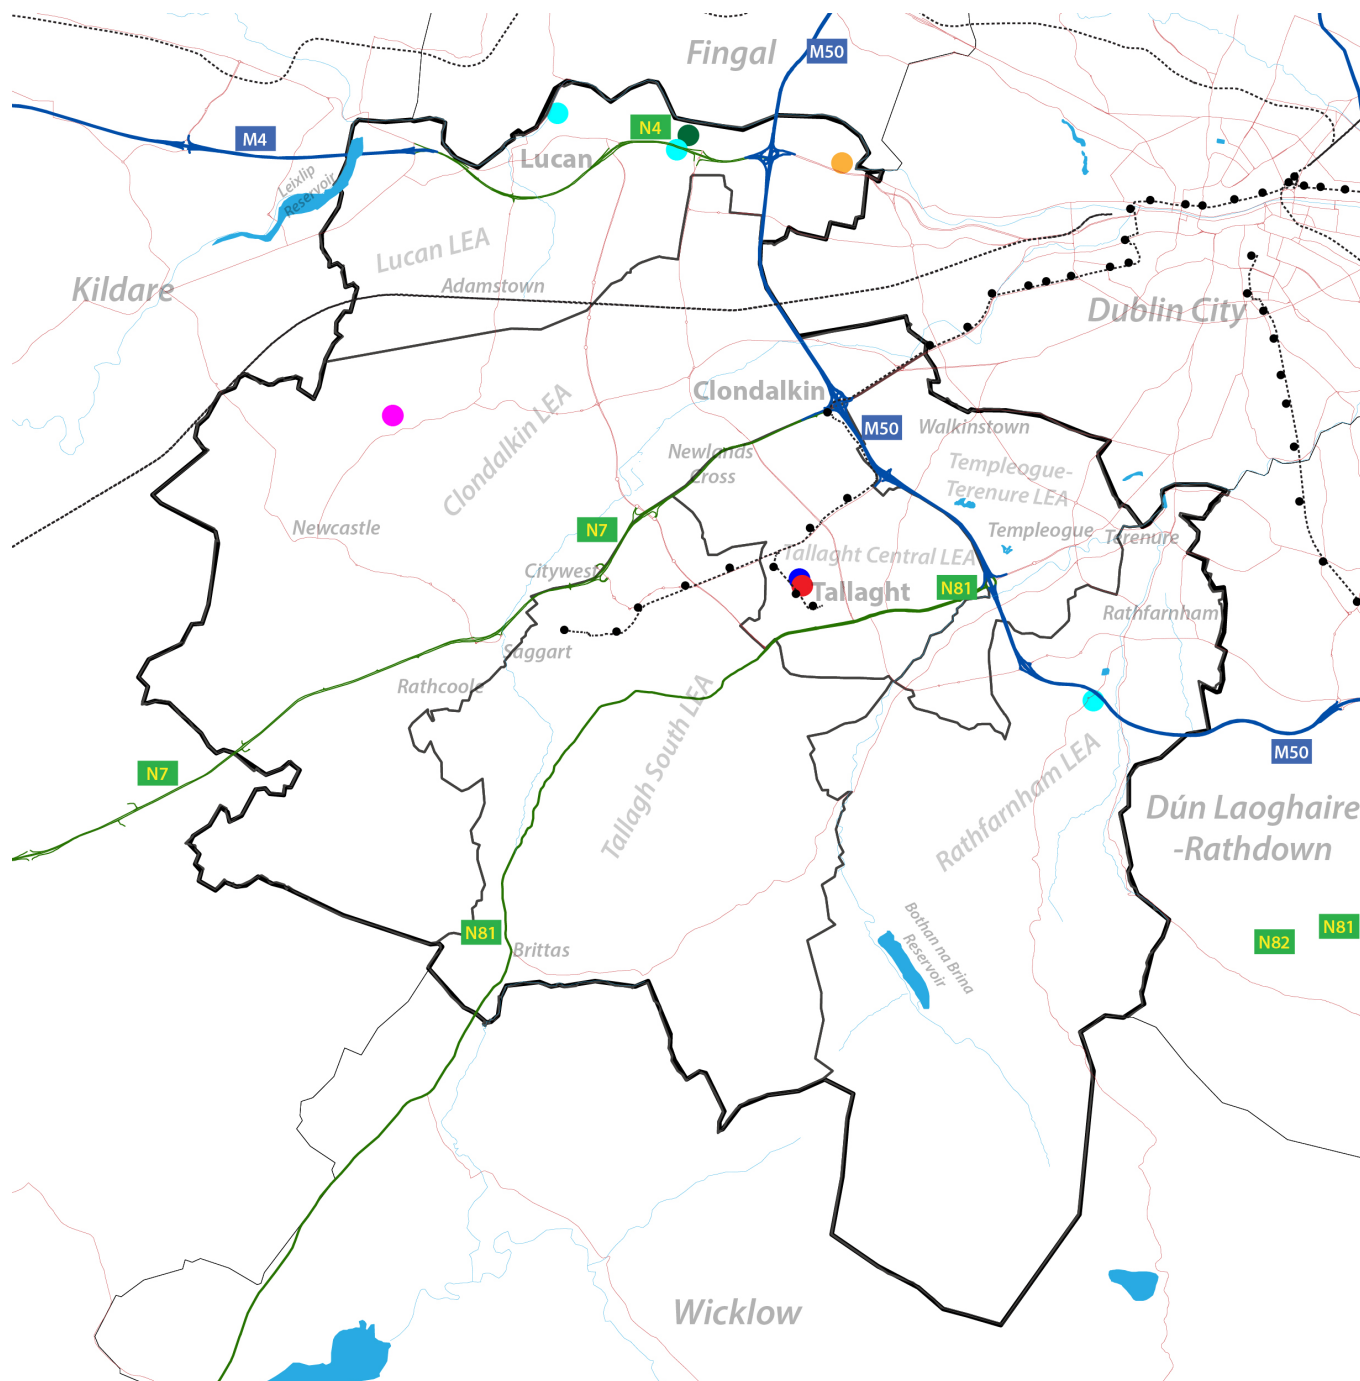 Fingal
M50
M4
N4
Lucan
Leixlip
Reservoir
Lucan LEA
Kildare
Adamstown
Dublin City
Clondalkin
M50
Walkinstown
Clondalkin LEA
Newlands
Cross
Templeogue-
Terenure LEA
Newcastle
N7
Templeogue
Terenure
Tallaght Central LEA
Citywest
Tallaght
N81
Rathfarnham
Saggart
Rathcoole
Tallagh South LEA
N7
M50
Rathfarnham LEA
Dún Laoghaire
-Rathdown
N81
Brittas
Bothan na Brina
Reservoir
N81
N82
Wicklow